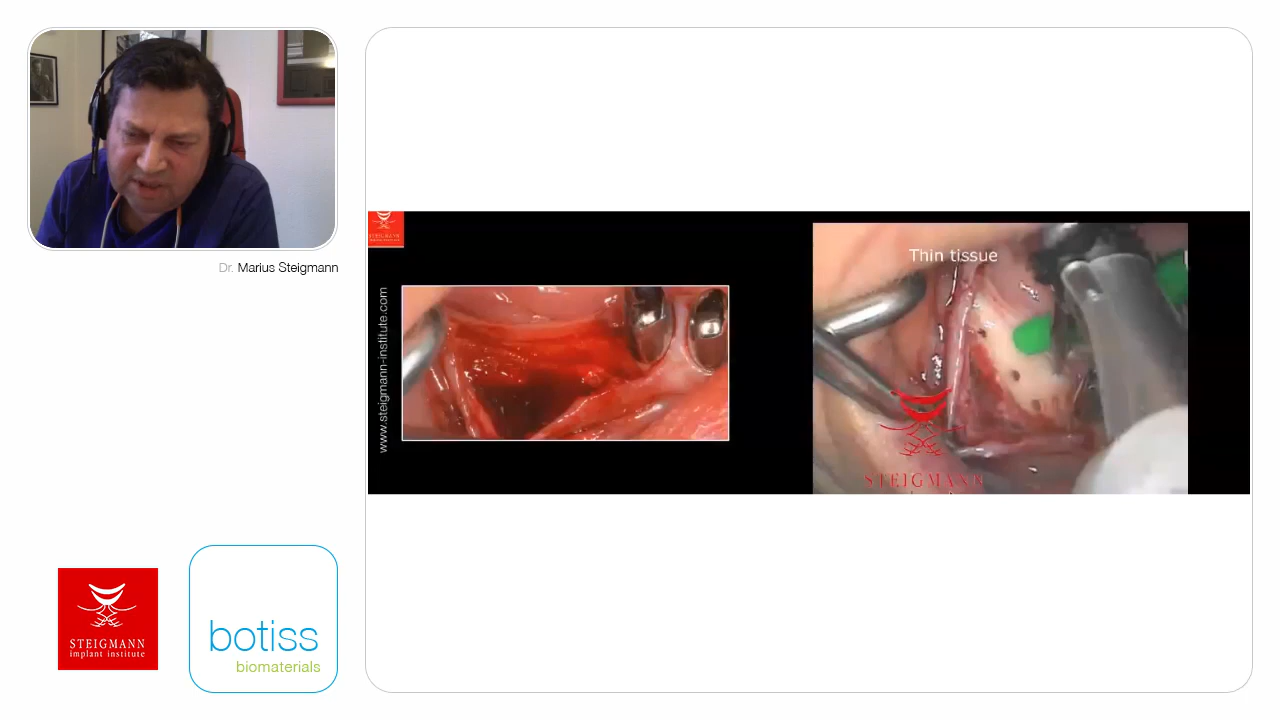 Dr. Marius Steigmann
STEIGMANN
implant institute
botiss
biomaterials
www.steigmann-institute.com
Thin tissue
STEIGMANN